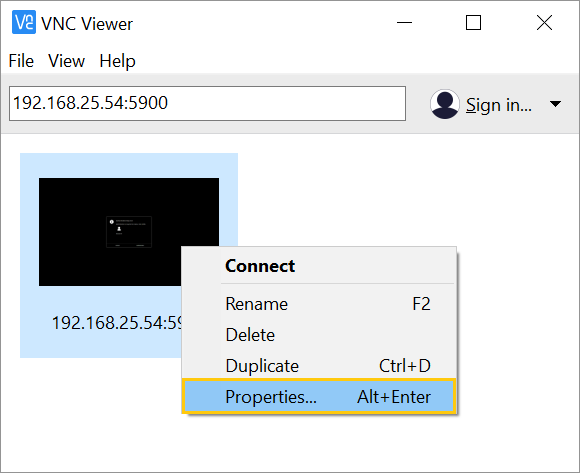 VNC Viewer
File View Help
192.168.25.54:5900
Sign in...
Connect
Rename F2
192.168.25.54:59
Delete
Duplicate Ctrl+D
Properties... Alt+Enter